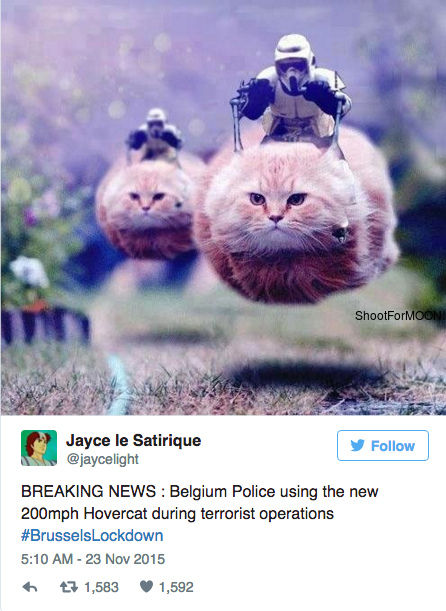 ShootForMOON
Jayce le Satirique
Follow
@jaycelight
BREAKING NEWS : Belgium Police using the new
200mph Hovercat during terrorist operations
#BrusselsLockdown
5:10 AM - 23 Nov 2015
1,583 1,592